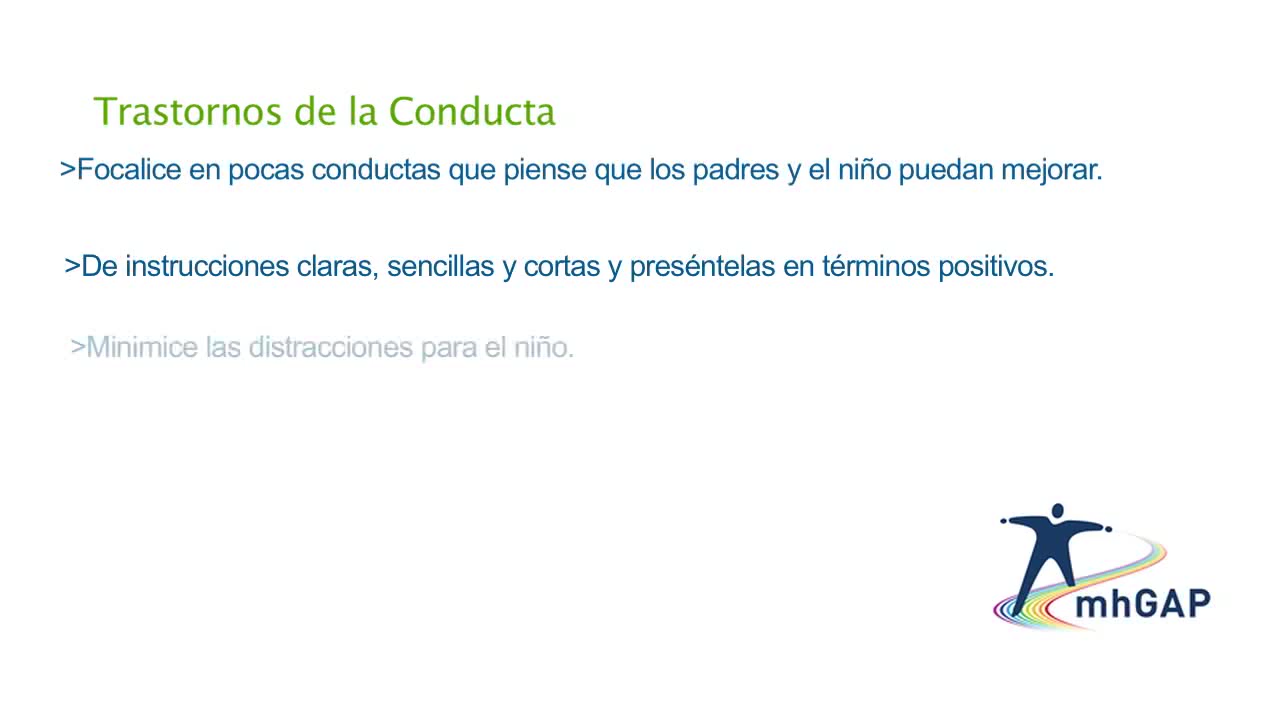 Trastornos de la Conducta
>Focalice en pocas conductas que piense que los padres y el niño puedan mejorar.
>De instrucciones claras, sencillas y cortas y preséntelas en términos positivos.
>Minimice las distracciones para el niño.
mhGAP